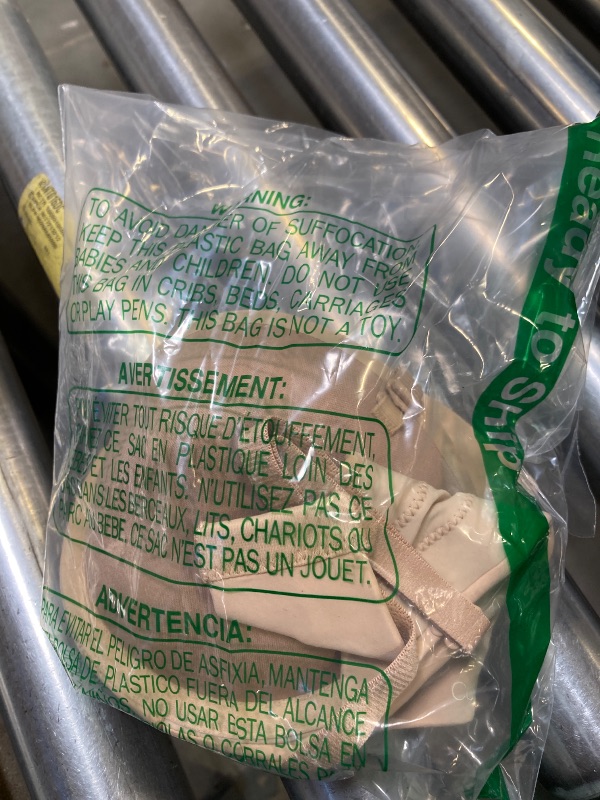 WARNING:
TO AVOID DANGER OF SUFFOCATION
KEEP THIS PLASTIC BAG AWAY FROM
BABIES AND CHILDREN. DO NOT USE
THIS BAG IN CRIBS, BEDS, CARRIAGES
OR PLAY PENS. THIS BAG IS NOT A TOY.
AVERTISSEMENT:
ÉVITER TOUT RISQUE D'ÉTOUFFEMENT,
CE SAC EN PLASTIQUE LOIN DES
ET LES ENFANTS. N'UTILISEZ PAS CE
DANS LES BERCEAUX, LITS, CHARIOTS OU
PARC À BEBE. CE SAC N'EST PAS UN JOUET.
ADVERTENCIA:
PARA EVITAR EL PELIGRO DE ASFIXIA, MANTENGA
BOLSA DE PLASTICO FUERA DEL ALCANCE
NIÑOS. NO USAR ESTA BOLSA EN
O CORRALES
Ready to Ship